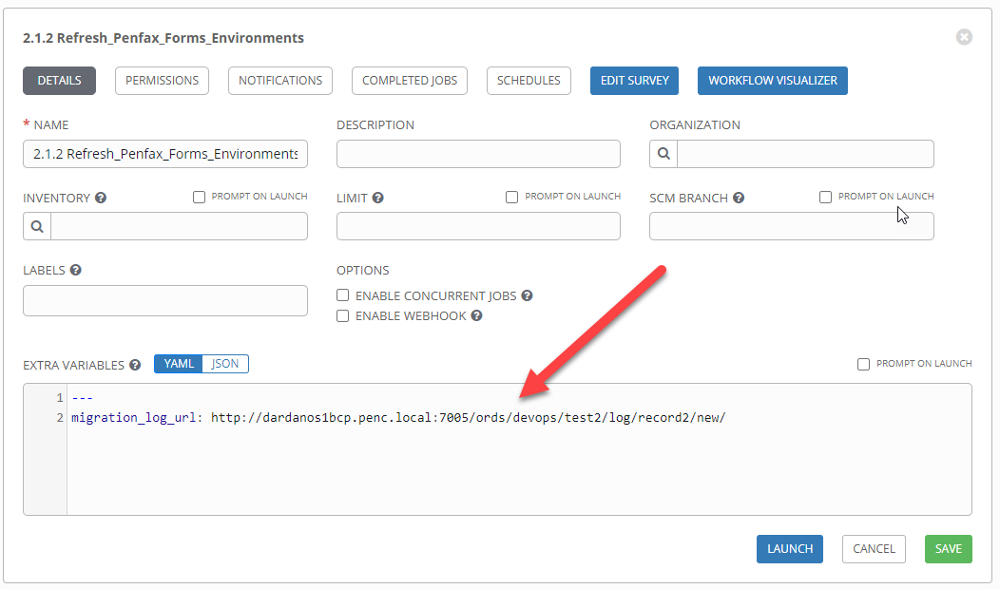 2.1.2 Refresh_Penfax_Forms_Environments
DETAILS PERMISSIONS NOTIFICATIONS COMPLETED JOBS SCHEDULES EDIT SURVEY WORKFLOW VISUALIZER
* NAME DESCRIPTION ORGANIZATION
2.1.2 Refresh_Penfax_Forms_Environments
INVENTORY PROMPT ON LAUNCH LIMIT PROMPT ON LAUNCH SCM BRANCH PROMPT ON LAUNCH
LABELS OPTIONS
ENABLE CONCURRENT JOBS
ENABLE WEBHOOK
EXTRA VARIABLES YAML JSON PROMPT ON LAUNCH
1 ---
2 migration_log_url: http://dardanos1bcp.penc.local:7005/ords/devops/test2/log/record2/new/
LAUNCH CANCEL SAVE